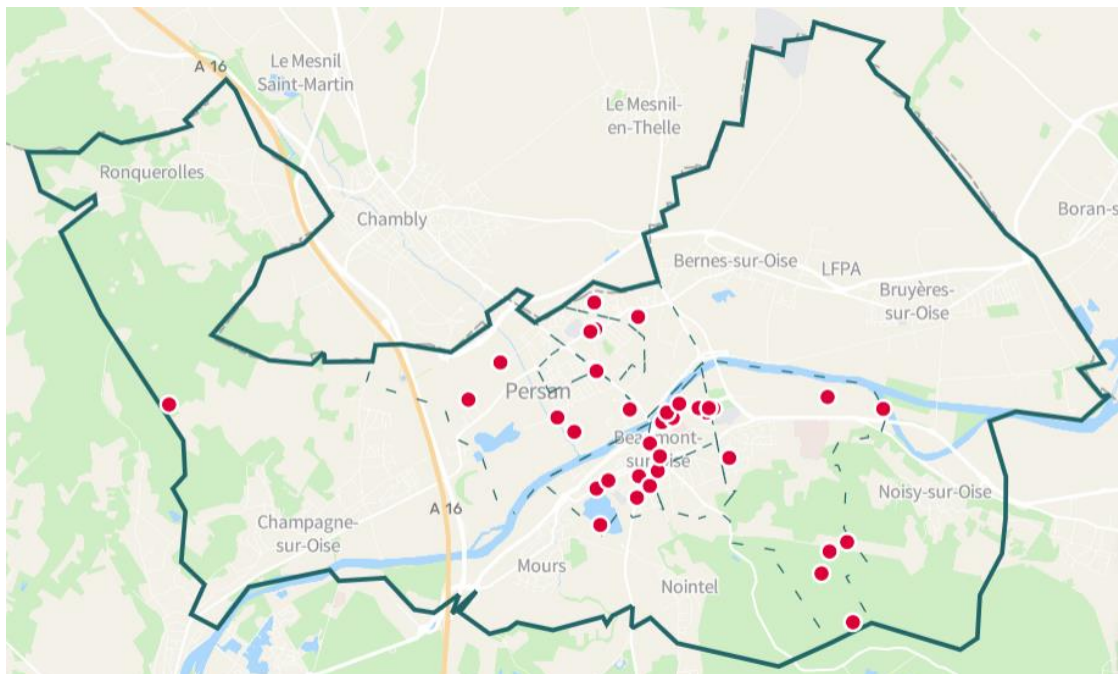 A 16
Le Mesnil
Saint-Martin
Le Mesnil-
en-Thelle
Ronquerolles
Chambly
Boran-s
Bernes-sur-Oise
LFPA
Bruyères-
sur-Oise
Persan
Beaumont-
sur-Oise
Noisy-sur-Oise
A 16
Champagne-
sur-Oise
Mours
Nointel